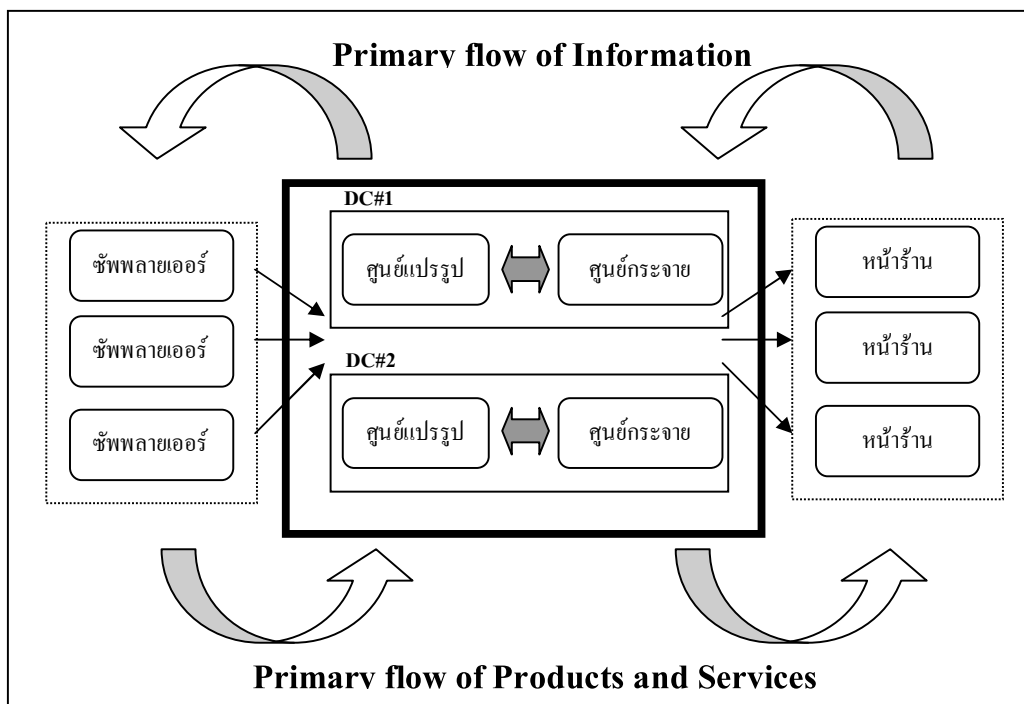 Primary flow of Information
DC#1
ซัพพลายเออร์
ศูนย์แปรรูป
ศูนย์กระจาย
หน้าร้าน
ซัพพลายเออร์
หน้าร้าน
DC#2
ซัพพลายเออร์
ศูนย์แปรรูป
ศูนย์กระจาย
หน้าร้าน
Primary flow of Products and Services